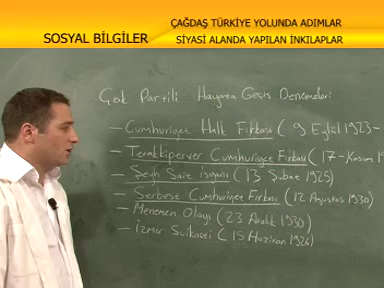 ÇAĞDAŞ TÜRKİYE YOLUNDA ADIMLAR
SOSYAL BİLGİLER
SİYASİ ALANDA YAPILAN İNKILAPLAR
Çok Partili Hayata Geçiş Denemeleri
— Cumhuriyet Halk Fırkası ( 9 Eylül 1923 -
— Terakkiperver Cumhuriyet Fırkası ( 17 - Kasım 1
— Şeyh Sait isyanı ( 13 Şubat 1925)
— Serbest Cumhuriyet Fırkası ( 12 Ağustos 1930)
— Menemen Olayı ( 23 Aralık 1930)
— İzmir Suikasti ( 15 Haziran 1926)